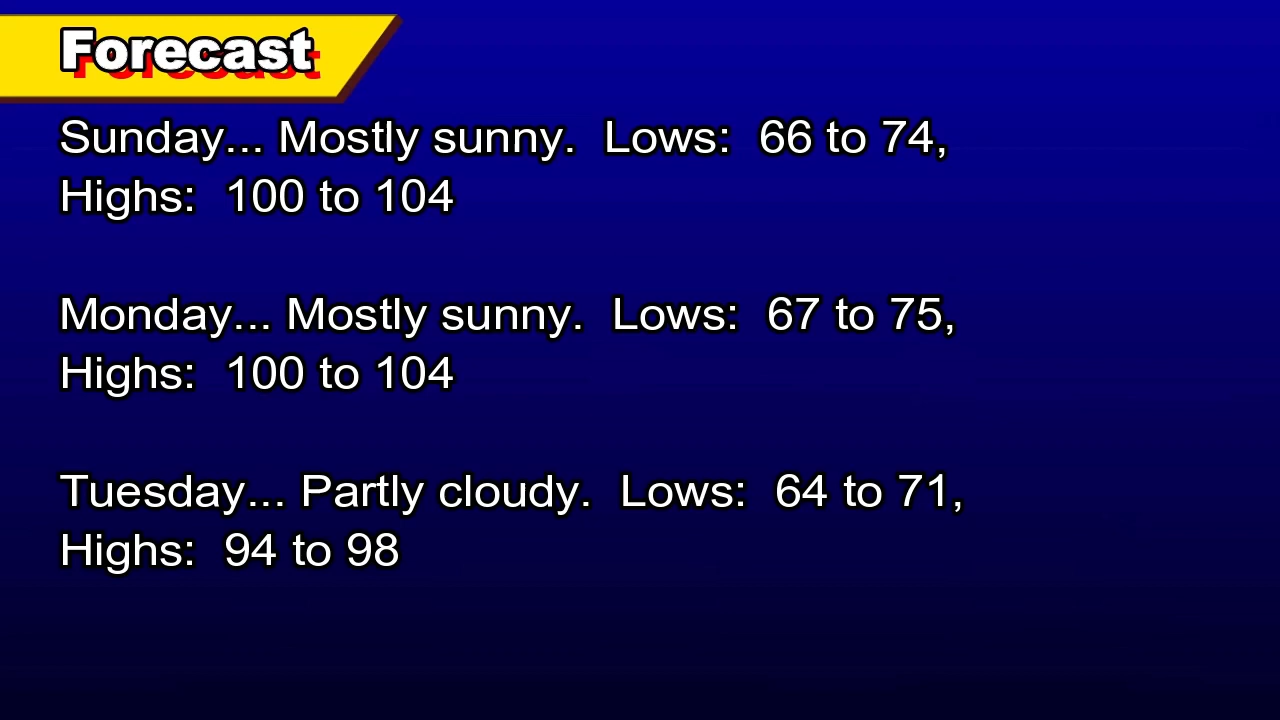 Forecast
Sunday... Mostly sunny.  Lows:  66 to 74,
Highs:  100 to 104
Monday... Mostly sunny.  Lows:  67 to 75,
Highs:  100 to 104
Tuesday... Partly cloudy.  Lows:  64 to 71,
Highs:  94 to 98